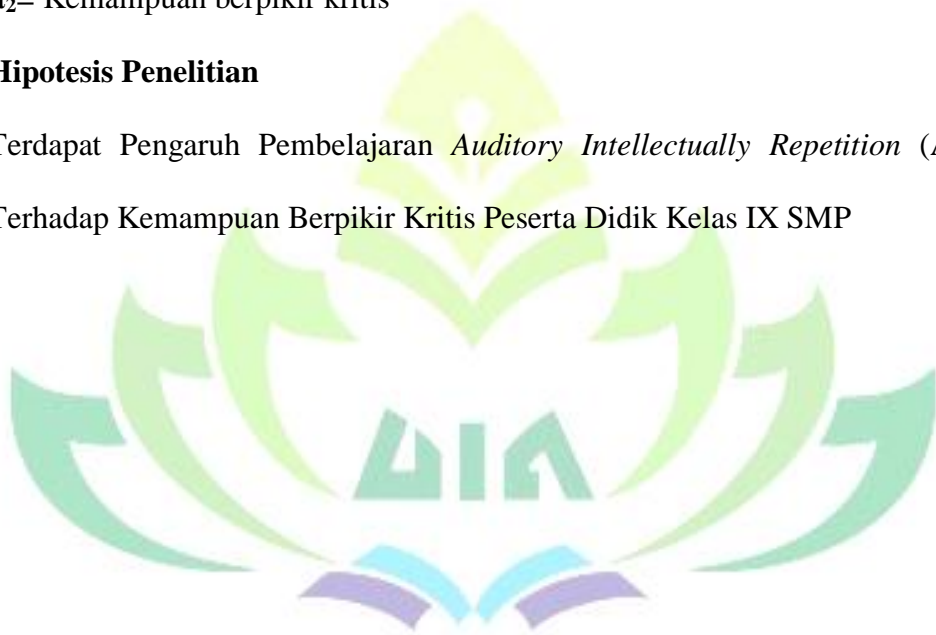 = Kemampuan berpikir kritis
Hipotesis Penelitian
Terdapat Pengaruh Pembelajaran Auditory Intellectually Repetition
Terhadap Kemampuan Berpikir Kritis Peserta Didik Kelas IX SMP
UIN